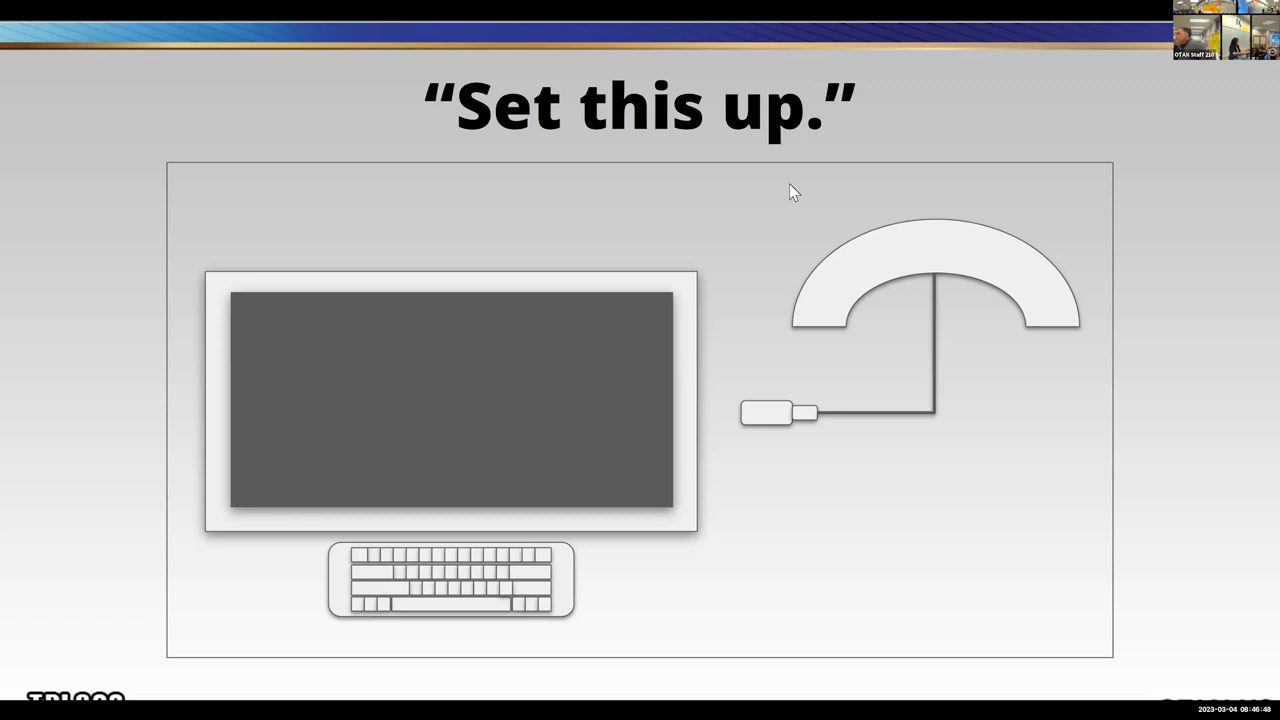 OTAN Staff 210
“Set this up.”
2023-03-04 08:46:48